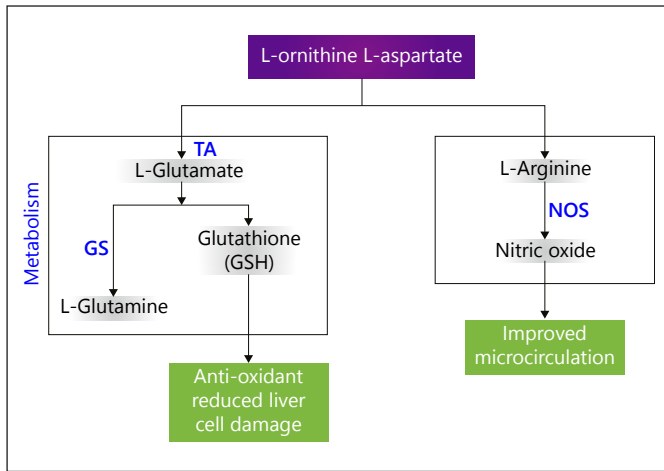 L-ornithine L-aspartate
TA
L-Glutamate
L-Arginine
Metabolism
GS
Glutathione
(GSH)
NOS
Nitric oxide
L-Glutamine
Improved
microcirculation
Anti-oxidant
reduced liver
cell damage